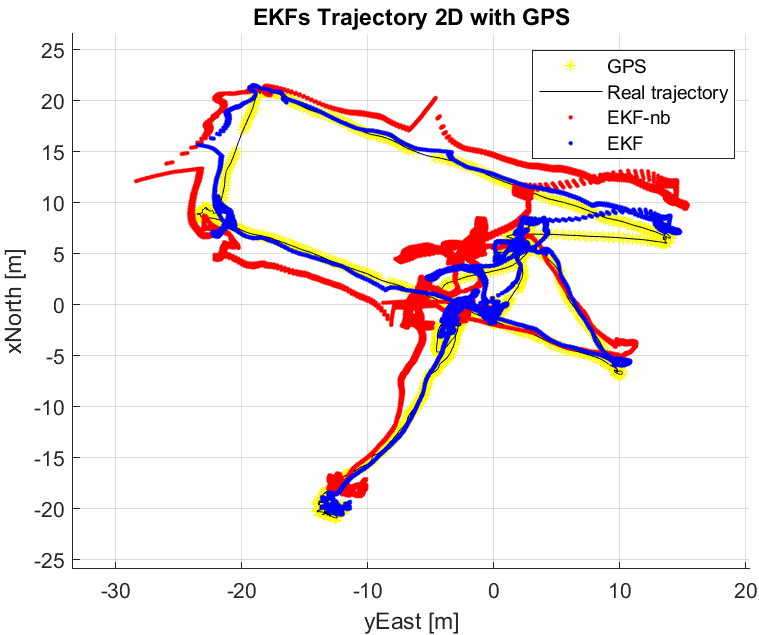 EKFs Trajectory 2D with GPS
GPS
Real trajectory
EKF-nb
EKF
25
20
15
10
5
0
-5
-10
-15
-20
-25
xNorth [m]
-30
-20
-10
0
10
20
yEast [m]